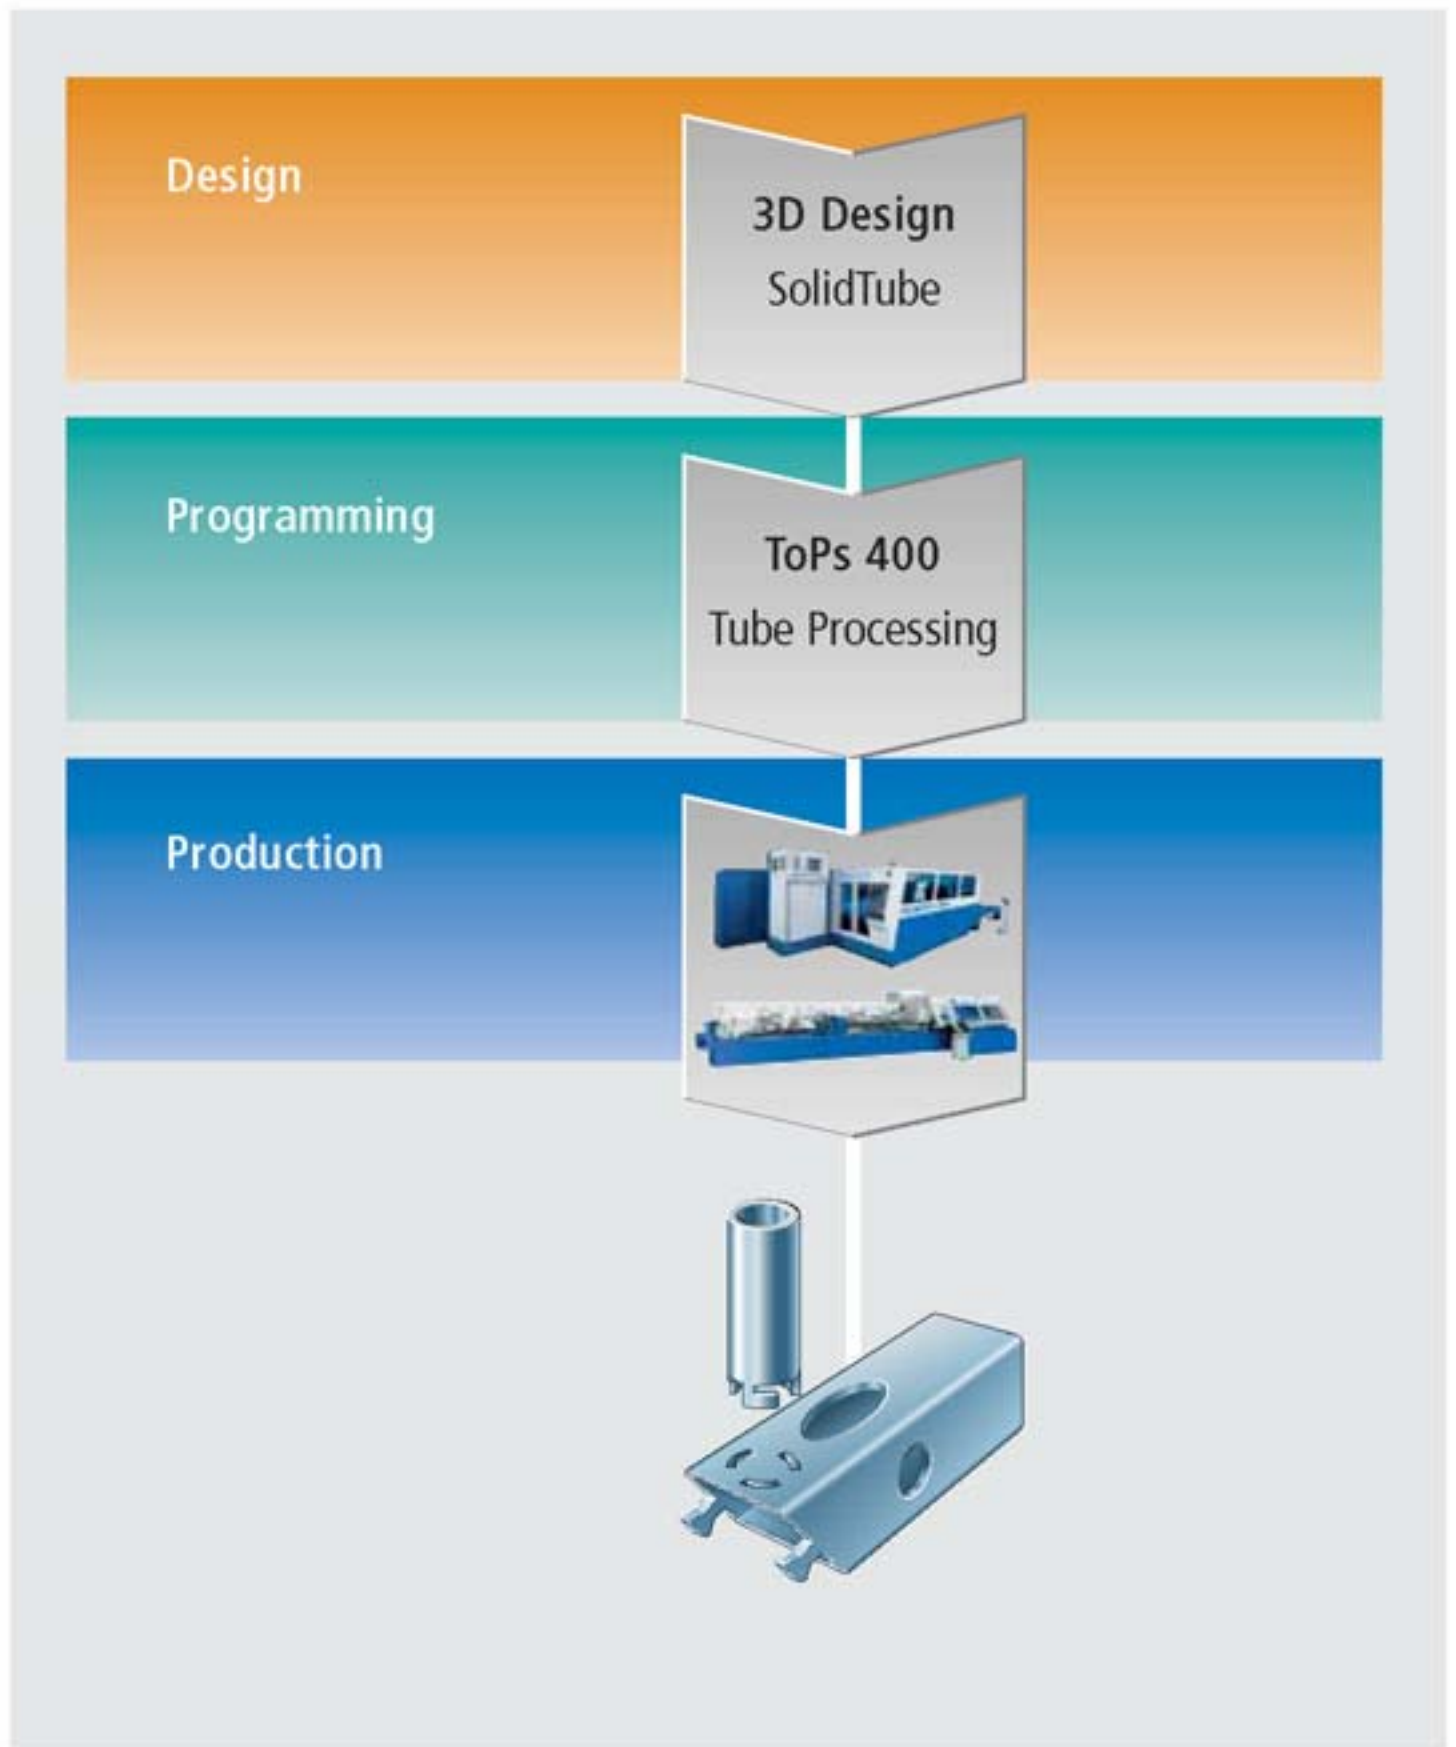 Design
3D Design
SolidTube
Programming
ToPs 400
Tube Processing
Production